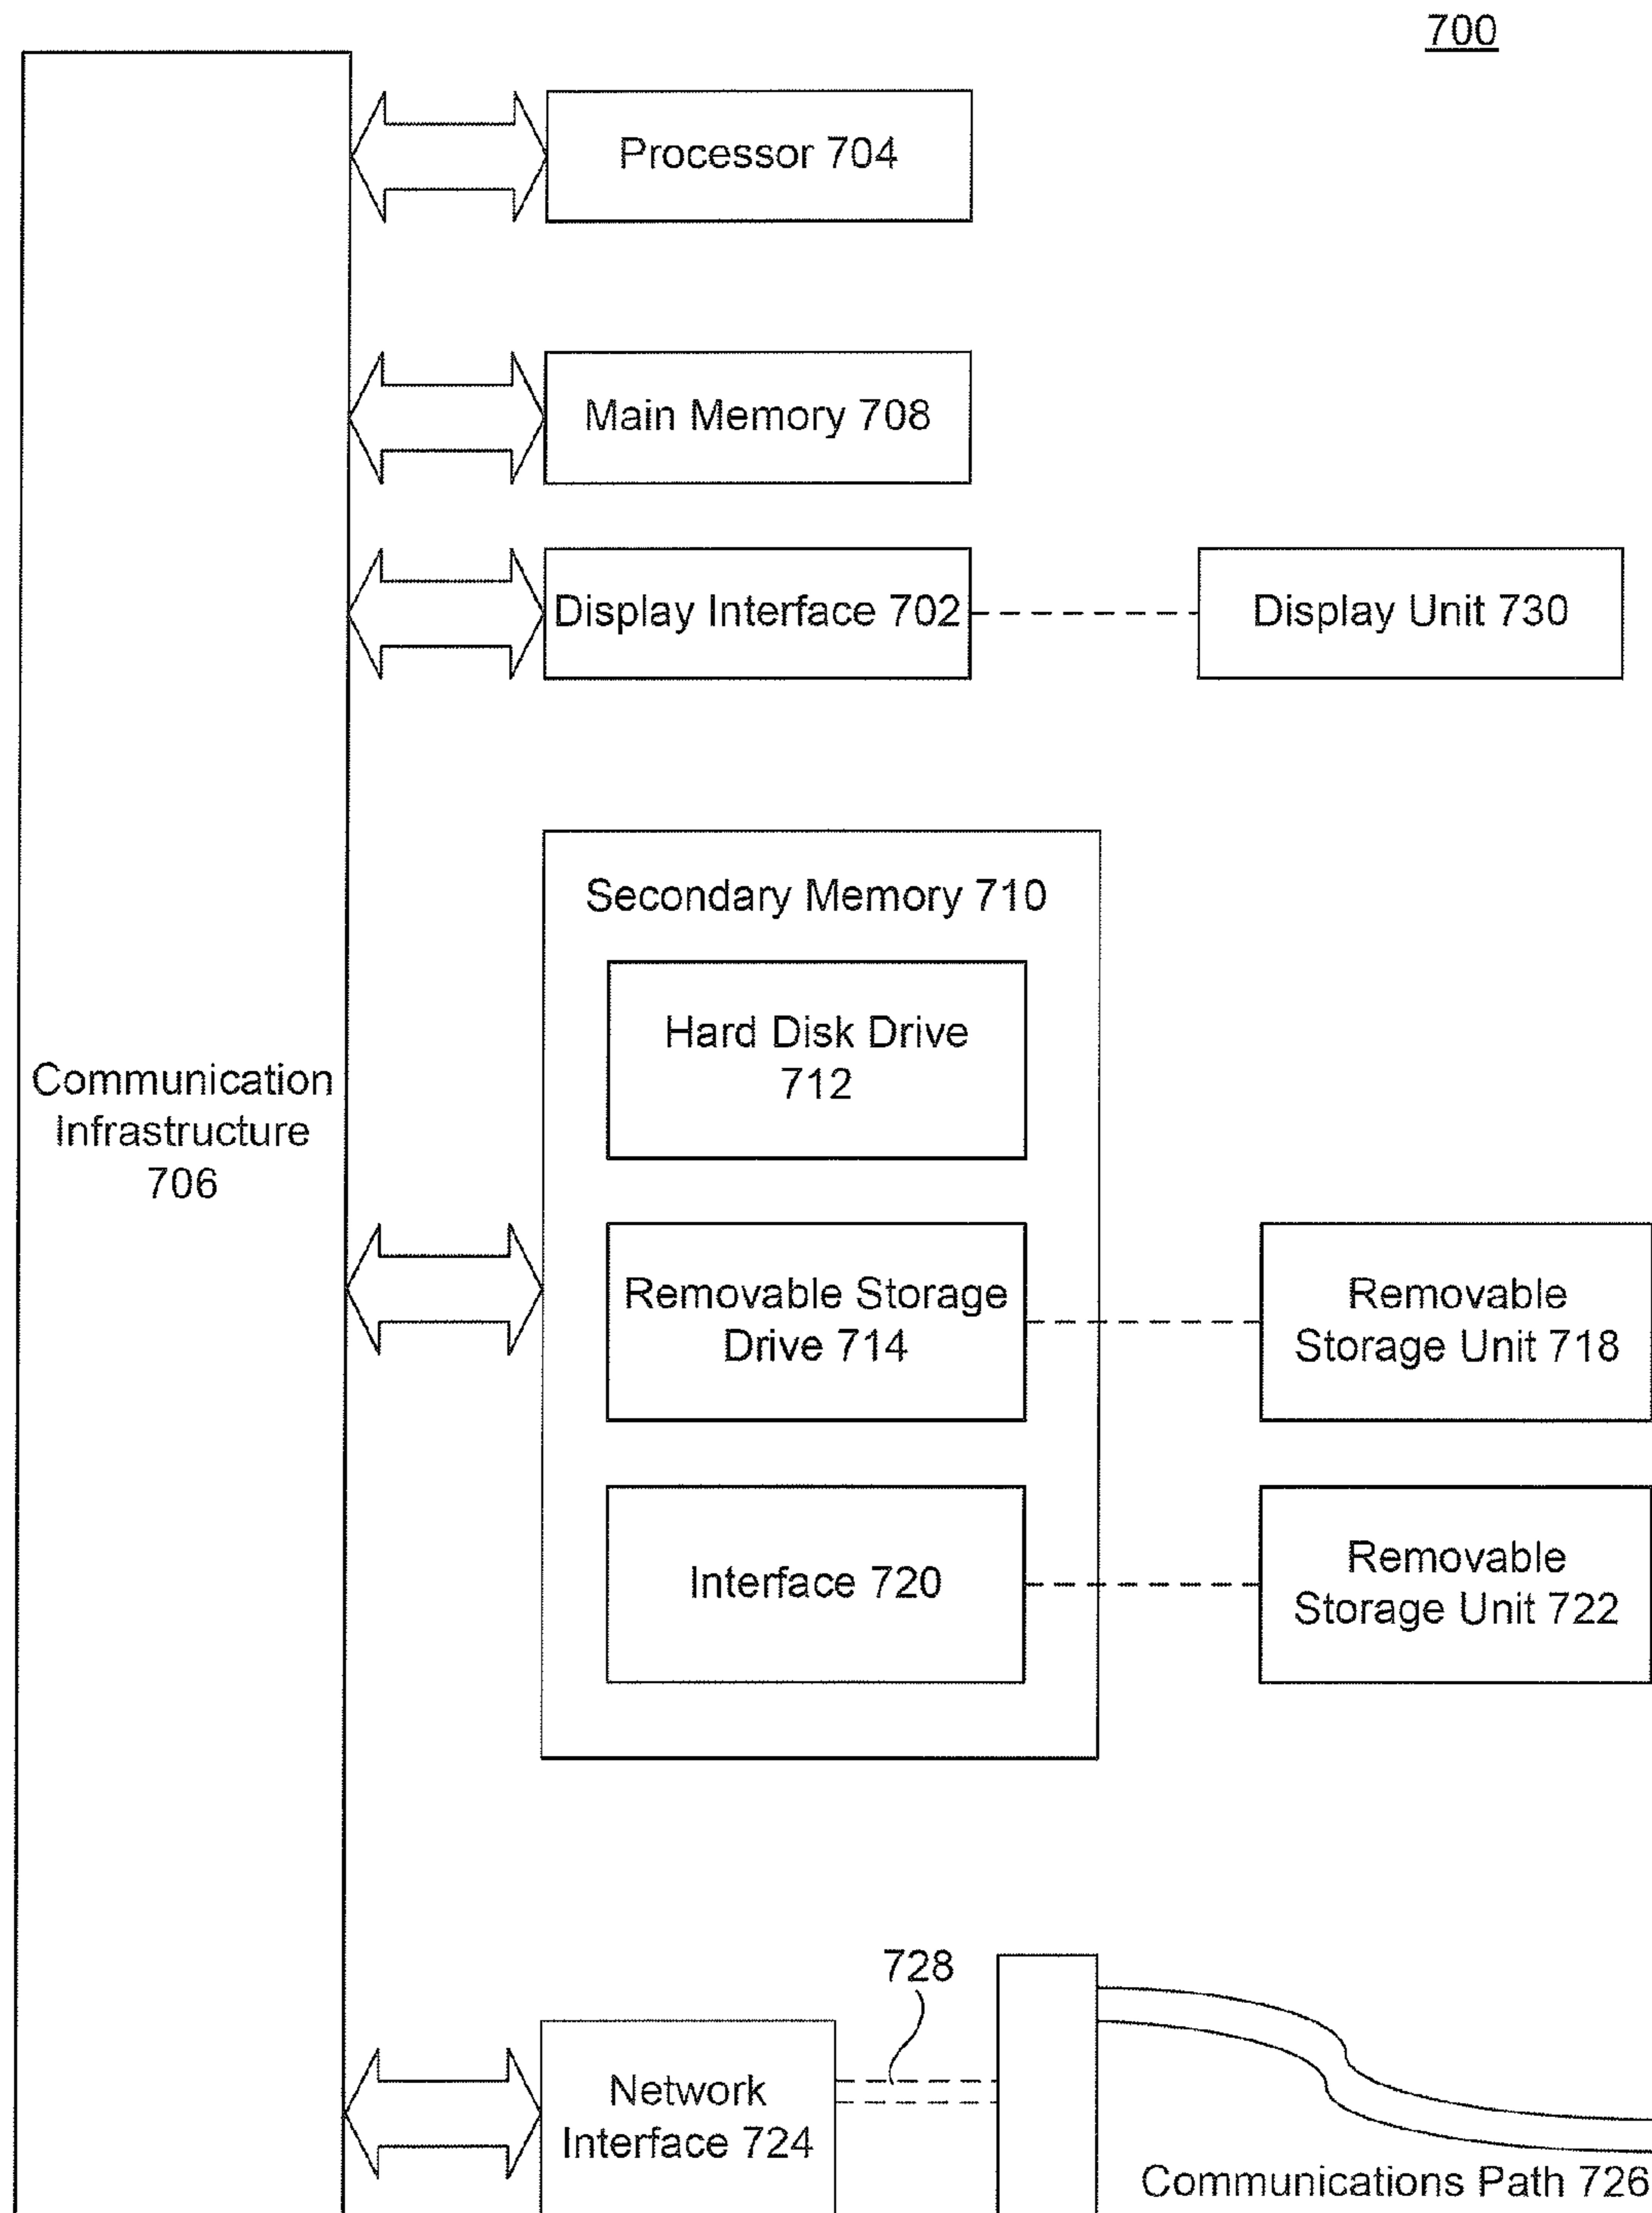 700
Processor 704
Main Memory 708
Display Interface 702
Display Unit 730
Secondary Memory 710
Hard Disk Drive
712
Communication
Infrastructure
706
Removable Storage
Drive 714
Removable
Storage Unit 718
Interface 720
Removable
Storage Unit 722
728
Network
Interface 724
Communications Path 726